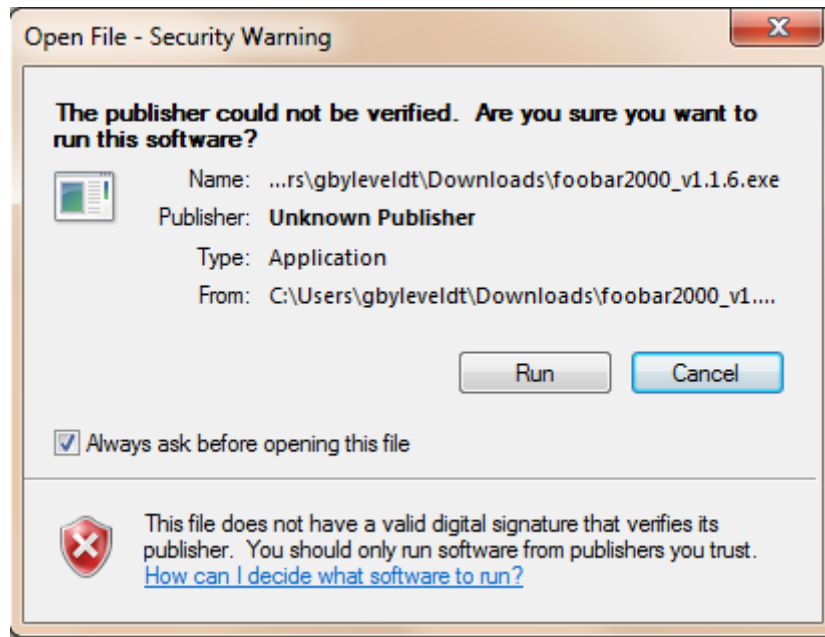 Open File - Security Warning
The publisher could not be verified.  Are you sure you want to
run this software?
Name: ...rs\gbyleveldt\Downloads\foobar2000_v1.1.6.exe
Publisher: Unknown Publisher
Type: Application
From: C:\Users\gbyleveldt\Downloads\foobar2000_v1....
Run Cancel
Always ask before opening this file
This file does not have a valid digital signature that verifies its
publisher.  You should only run software from publishers you trust.
How can I decide what software to run?